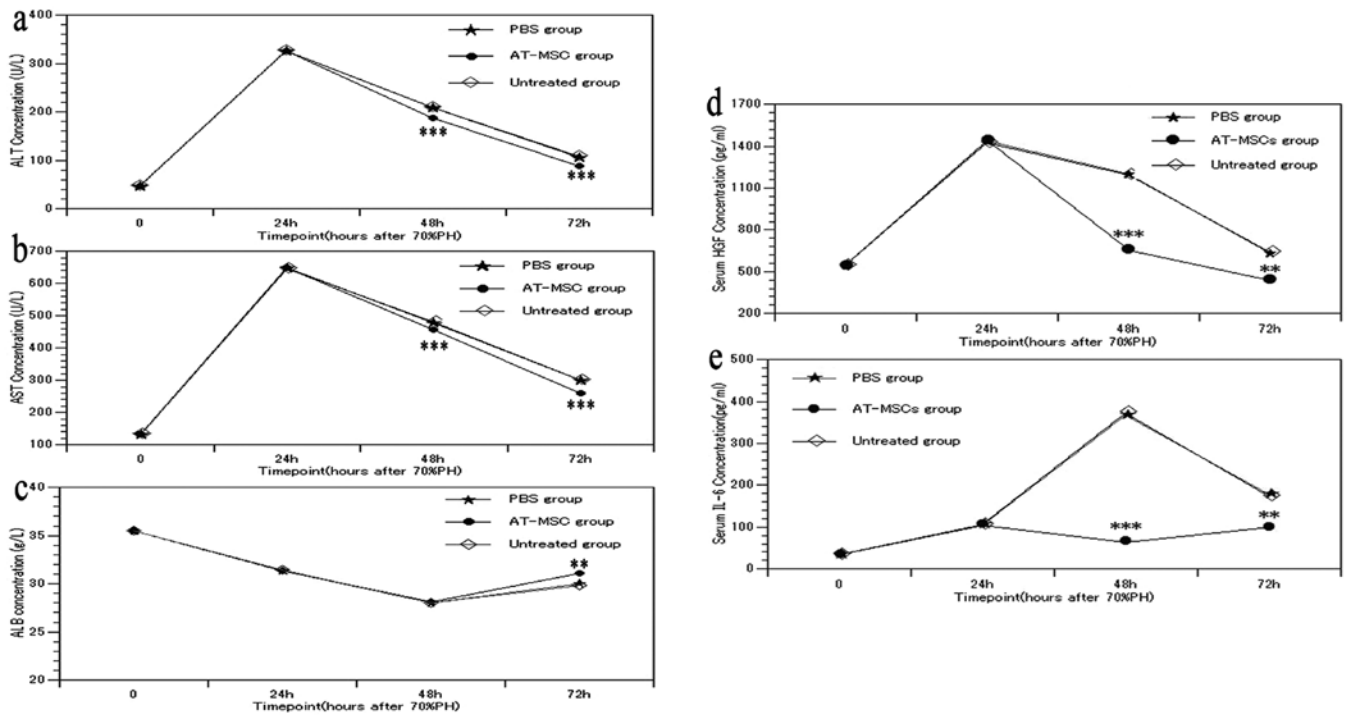 a
ALT Concentration (U/L)
400
300
200
100
0
PBS group
AT-MSC group
Untreated group
***
***
0 24h 48h 72h
Timepoint(hours after 70%PH)
b
AST Concentration (U/L)
700
600
500
400
300
200
100
PBS group
AT-MSC group
Untreated group
***
***
0 24h 48h 72h
Timepoint(hours after 70%PH)
c
ALB concentration (g/L)
40
35
30
25
20
PBS group
AT-MSC group
Untreated group
**
0 24h 48h 72h
Timepoint(hours after 70%PH)
d
Serum HGF Concentration (pg/ml)
1700
1400
1100
800
500
200
PBS group
AT-MSCs group
Untreated group
***
**
0 24h 48h 72h
Timepoint(hours after 70%PH)
e
Serum IL-6 Concentration(pg/ml)
500
400
300
200
100
0
PBS group
AT-MSCs group
Untreated group
***
**
0 24h 48h 72h
Timepoint(hours after 70%PH)